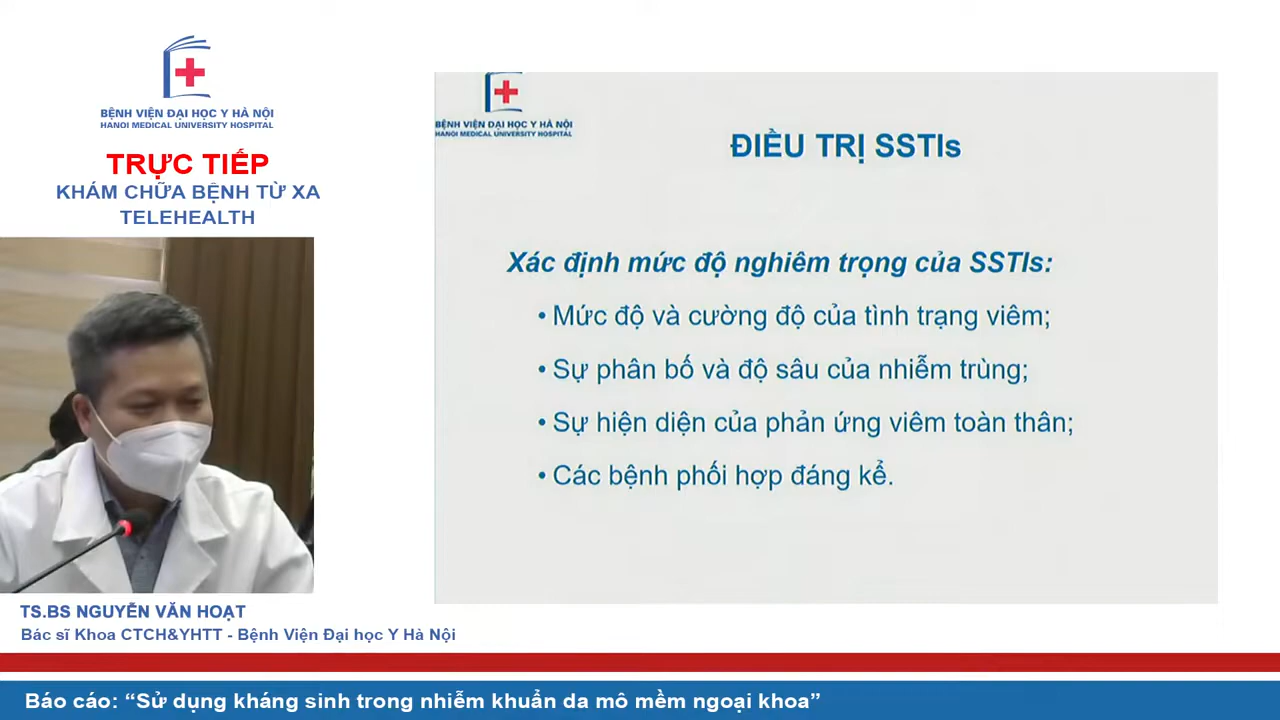 BỆNH VIỆN ĐẠI HỌC Y HÀ NỘI
HANOI MEDICAL UNIVERSITY HOSPITAL
TRỰC TIẾP
KHÁM CHỮA BỆNH TỪ XA
TELEHEALTH
BỆNH VIỆN ĐẠI HỌC Y HÀ NỘI
HANOI MEDICAL UNIVERSITY HOSPITAL
ĐIỀU TRỊ SSTIs
Xác định mức độ nghiêm trọng của SSTIs:
• Mức độ và cường độ của tình trạng viêm;
• Sự phân bố và độ sâu của nhiễm trùng;
• Sự hiện diện của phản ứng viêm toàn thân;
• Các bệnh phối hợp đáng kể.
TS.BS NGUYỄN VĂN HOẠT
Bác sĩ Khoa CTCH&YHTT - Bệnh Viện Đại học Y Hà Nội
Báo cáo: “Sử dụng kháng sinh trong nhiễm khuẩn da mô mềm ngoại khoa”